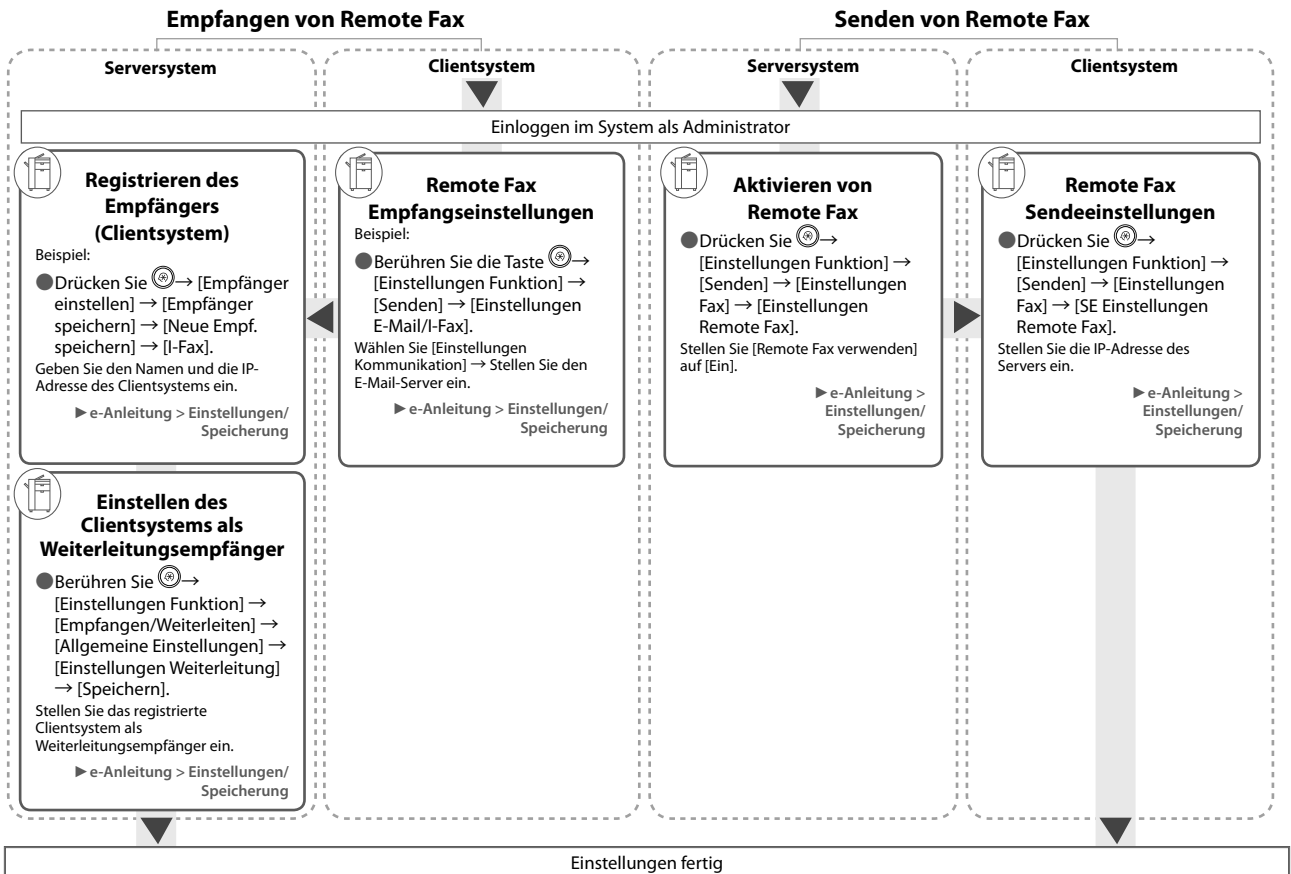 Empfangen von Remote Fax
Senden von Remote Fax
Serversystem
Clientsystem
Serversystem
Clientsystem
Einloggen im System als Administrator
Registrieren des
Empfängers
(Clientsystem)
Beispiel:
●Drücken Sie → [Empfänger
einstellen] → [Empfänger
speichern] → [Neue Empf.
speichern] → [I-Fax].
Geben Sie den Namen und die IP-
Adresse des Clientsystems ein.
►e-Anleitung > Einstellungen/
Speicherung
Einstellen des
Clientsystems als
Weiterleitungsempfänger
●Berühren Sie →
[Einstellungen Funktion] →
[Empfangen/Weiterleiten] →
[Allgemeine Einstellungen] →
[Einstellungen Weiterleitung]
→ [Speichern].
Stellen Sie das registrierte
Clientsystem als
Weiterleitungsempfänger ein.
►e-Anleitung > Einstellungen/
Speicherung
Remote Fax
Empfangseinstellungen
Beispiel:
●Berühren Sie die Taste →
[Einstellungen Funktion] →
[Senden] → [Einstellungen
E-Mail/I-Fax].
Wählen Sie [Einstellungen
Kommunikation] → Stellen Sie den
E-Mail-Server ein.
►e-Anleitung > Einstellungen/
Speicherung
Aktivieren von
Remote Fax
●Drücken Sie →
[Einstellungen Funktion] →
[Senden] → [Einstellungen
Fax] → [Einstellungen
Remote Fax].
Stellen Sie [Remote Fax verwenden]
auf [Ein].
►e-Anleitung >
Einstellungen/
Speicherung
Remote Fax
Sendeeinstellungen
●Drücken Sie →
[Einstellungen Funktion] →
[Senden] → [Einstellungen
Fax] → [SE Einstellungen
Remote Fax].
Stellen Sie die IP-Adresse des
Servers ein.
►e-Anleitung >
Einstellungen/
Speicherung
Einstellungen fertig